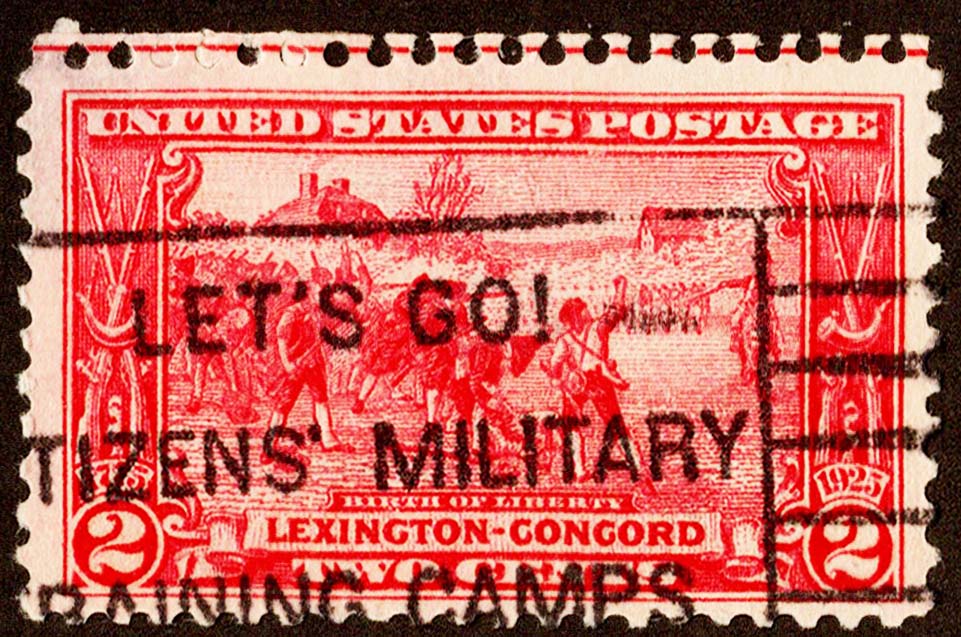 UNITED STATES POSTAGE
LET'S GO!
TIZENS' MILITARY
1775
1925
BIRTH OF LIBERTY
2
LEXINGTON-CONCORD
2
TWO CENTS
RAINING CAMPS